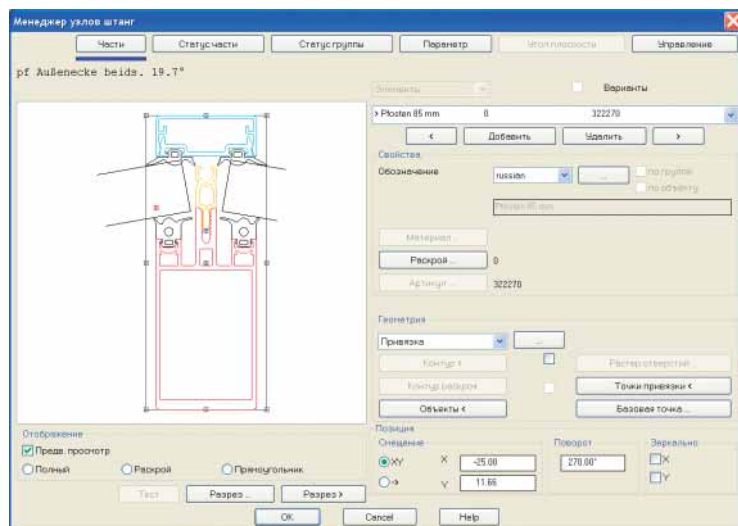 Менеджер узлов штанг
Части Статус части Статус группы Параметр Угол плоскости Управление
pf Außenecke beids. 19.7°
Элементы Варианты
> Pfosten 85 mm 0 322270
< Добавить Удалить >
Свойства
Обозначение russian ... по группе
по объекту
Pfosten 85 mm
Материал ...
Раскрой ... 0
Артикул ... 322270
Геометрия
Привязка ...
Контур < Растер отверстий ...
Контур раскроя Точки привязки <
Объекты < Базовая точка ...
Отображение
Предв. просмотр
Полный Раскрой Прямоугольник
Тест Разрез ... Разрез >
Позиция
Смещение Поворот Зеркально
XY X -25.00 270.00° X
Y 11.66 Y
OK Cancel Help